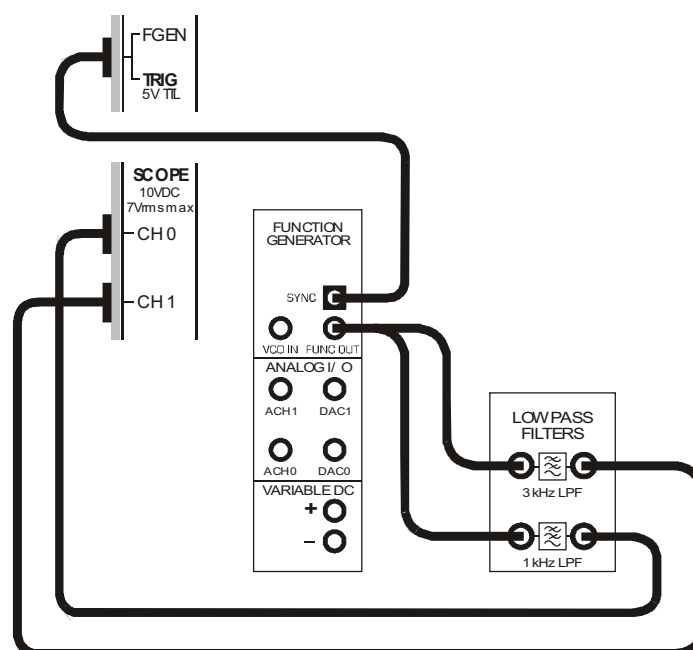 FGEN
TRIG
5V TTL
SCOPE
10VDC
7Vrms max
CH 0
CH 1
FUNCTION
GENERATOR
SYNC
VCO IN FUNC OUT
ANALOG I/ O
ACH1 DAC1
ACH0 DAC0
VARIABLE DC
+
−
LOW PASS
FILTERS
3 kHz LPF
1 kHz LPF